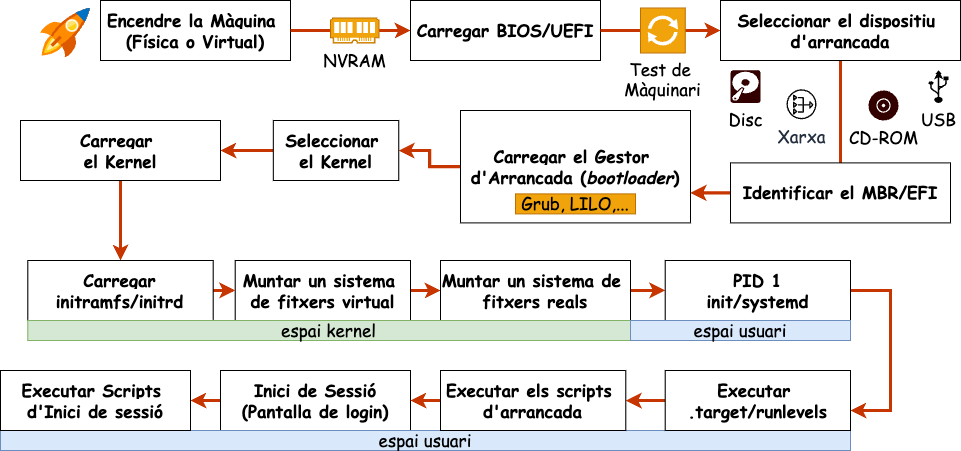 Encendre la Màquina
(Física o Virtual)
NVRAM
Carregar BIOS/UEFI
Test de
Màquinari
Seleccionar el dispositiu
d'arrancada
Disc
Xarxa
CD-ROM
USB
Identificar el MBR/EFI
Carregar el Gestor
d'Arrancada (bootloader)
Grub, LILO,...
Seleccionar
el Kernel
Carregar
el Kernel
Carregar
initramfs/initrd
Muntar un sistema
de fitxers virtual
Muntar un sistema de
fitxers reals
PID 1
init/systemd
espai kernel
espai usuari
Executar
.target/runlevels
Executar els scripts
d'arrancada
Inici de Sessió
(Pantalla de login)
Executar Scripts
d'Inici de sessió
espai usuari